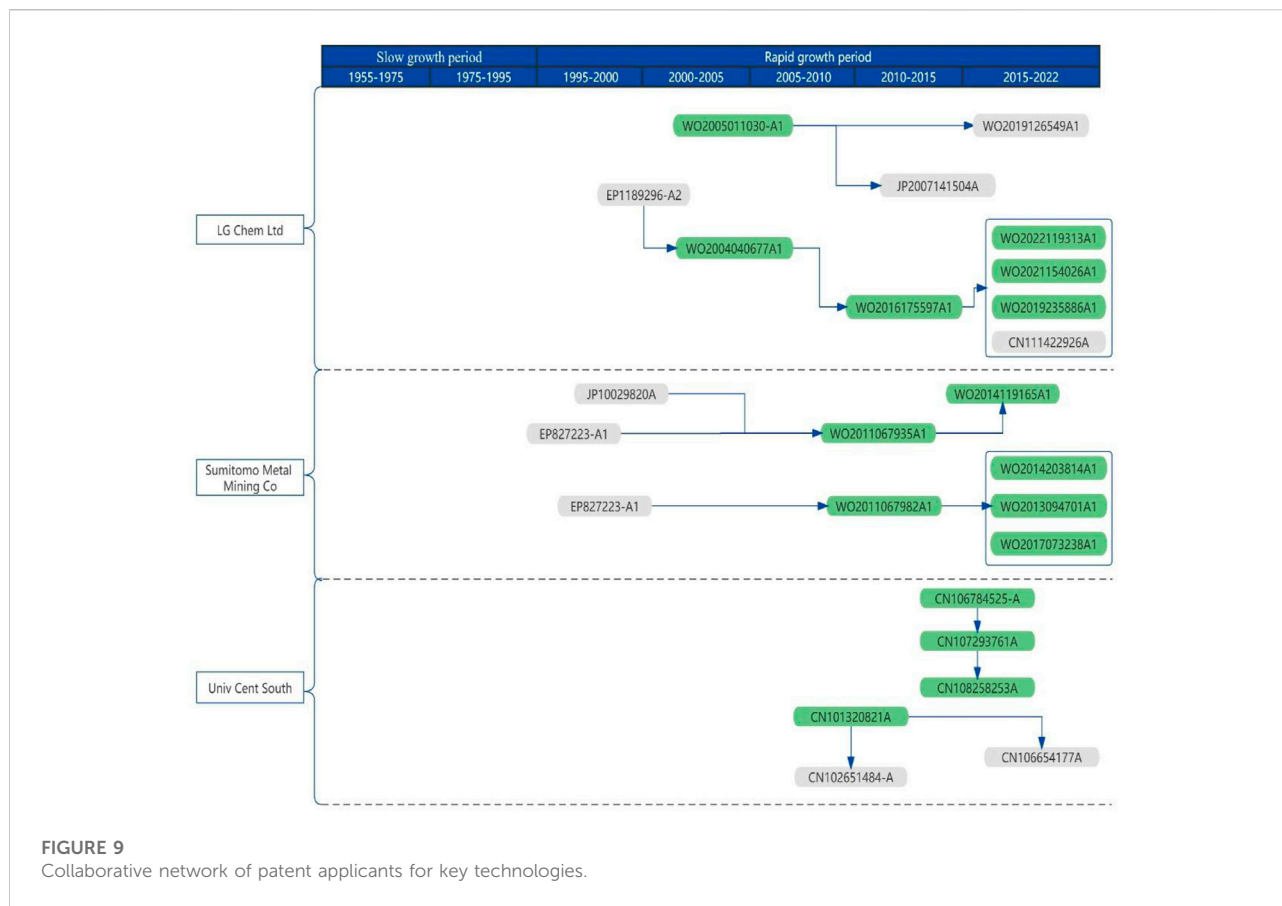 Slow growth period
Rapid growth period
1955-1975
1975-1995
1995-2000
2000-2005
2005-2010
2010-2015
2015-2022
WO2005011030-A1
WO2019126549A1
JP2007141504A
EP1189296-A2
LG Chem Ltd
WO2004040677A1
WO2022119313A1
WO2021154026A1
WO2016175597A1
WO2019235886A1
CN111422926A
JP10029820A
WO2014119165A1
EP827223-A1
WO2011067935A1
Sumitomo Metal
Mining Co
WO2014203814A1
EP827223-A1
WO2011067982A1
WO2013094701A1
WO2017073238A1
CN106784525-A
CN107293761A
Univ Cent South
CN108258253A
CN101320821A
CN106654177A
CN102651484-A
FIGURE 9
Collaborative network of patent applicants for key technologies.